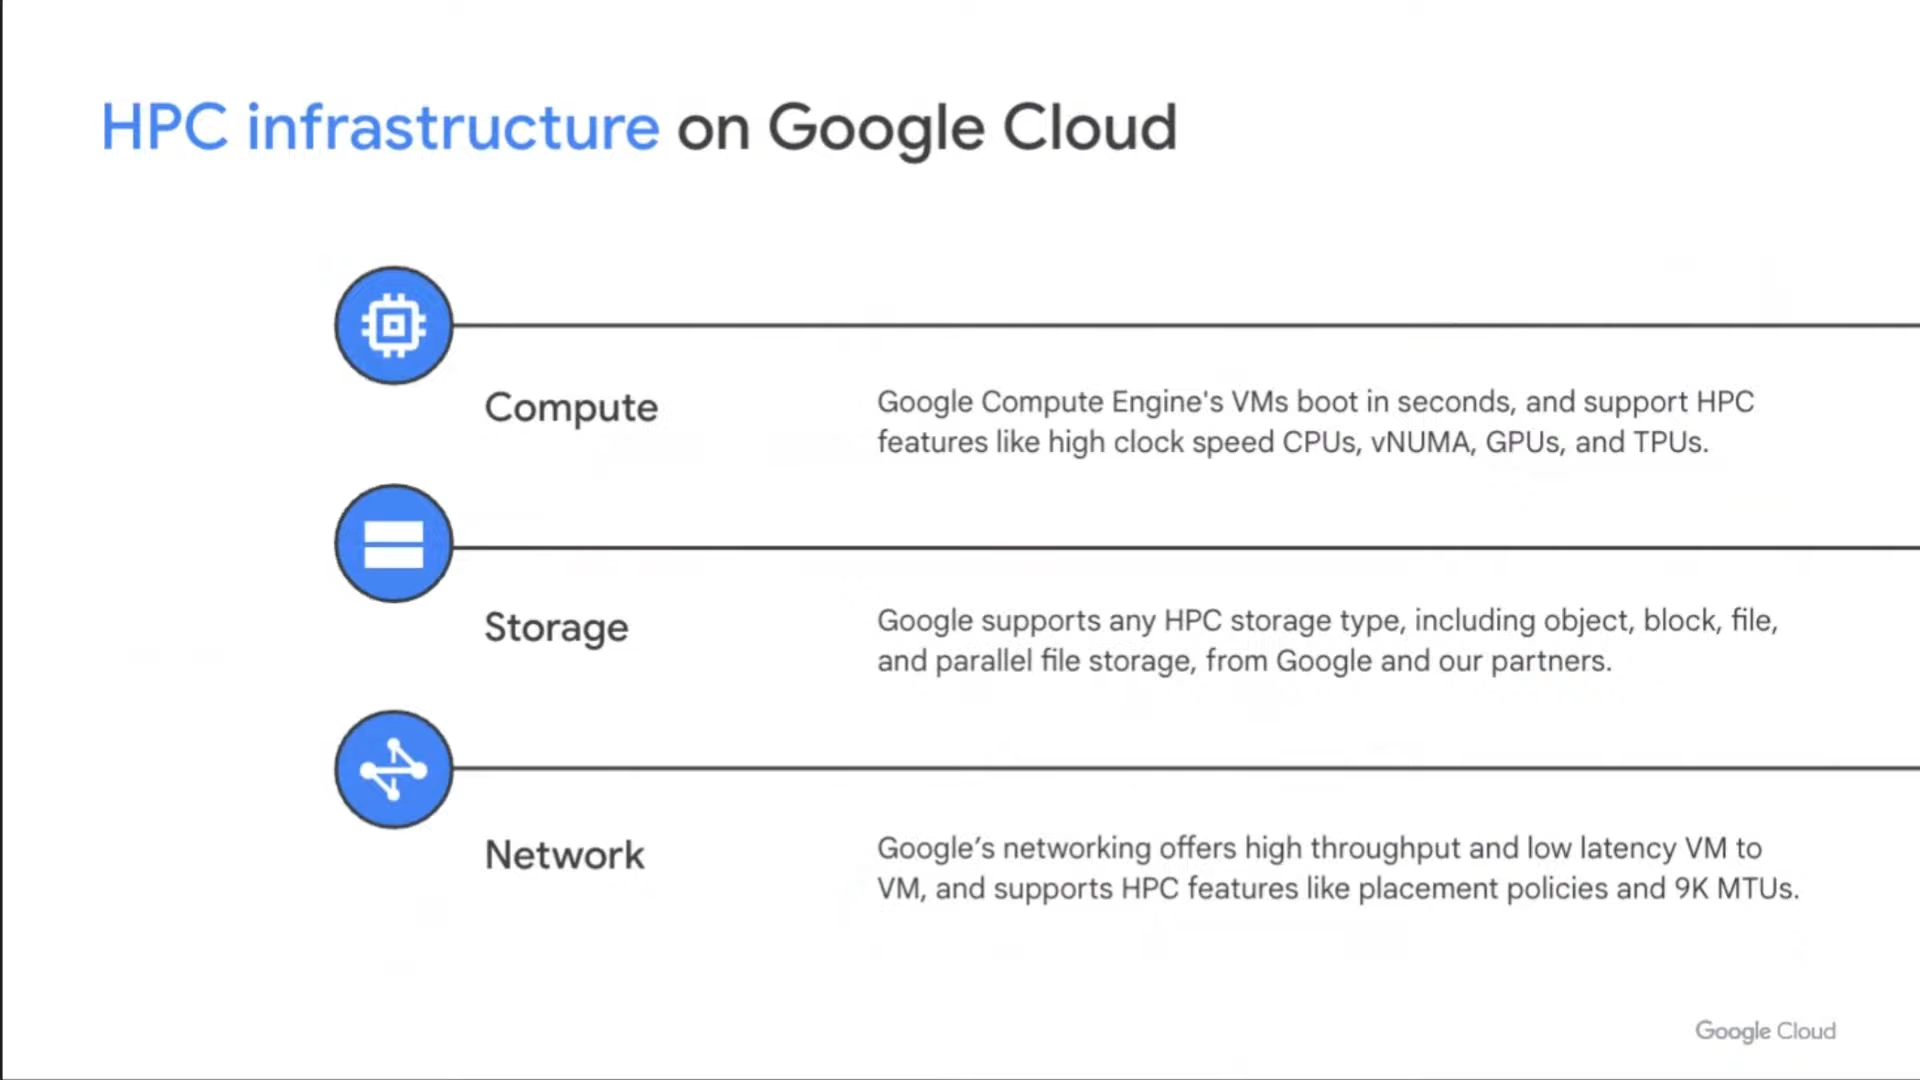 HPC infrastructure on Google Cloud
Compute
Google Compute Engine's VMs boot in seconds, and support HPC
features like high clock speed CPUs, vNUMA, GPUs, and TPUs.
Storage
Google supports any HPC storage type, including object, block, file,
and parallel file storage, from Google and our partners.
Network
Google’s networking offers high throughput and low latency VM to
VM, and supports HPC features like placement policies and 9K MTUs.
Google Cloud